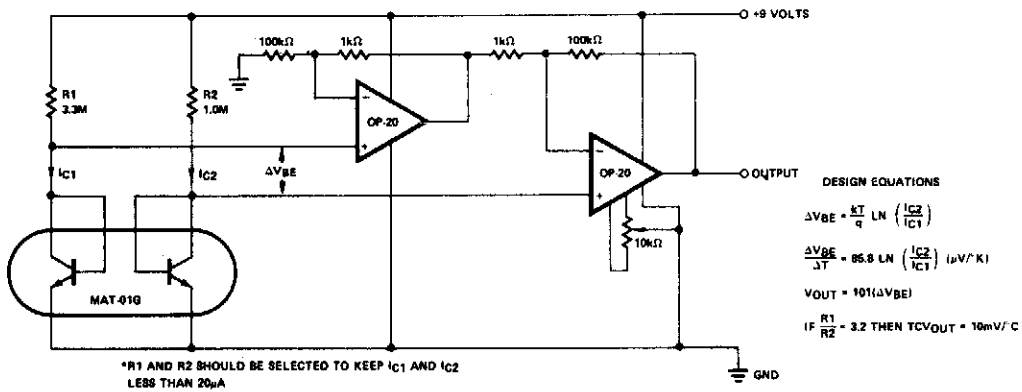 +9 VOLTS
100kΩ
1kΩ
1kΩ
100kΩ
R1
3.3M
R2
1.0M
OP-20
ΔVBE
IC1
IC2
OP-20
OUTPUT
10kΩ
MAT-01G
DESIGN EQUATIONS
ΔVBE = kT/q LN (IC2/IC1)
ΔVBE/ΔT = 85.8 LN (IC2/IC1) (μV/°K)
VOUT = 101(ΔVBE)
IF R1/R2 = 3.2 THEN TCVOUT = 10mV/°C
GND
*R1 AND R2 SHOULD BE SELECTED TO KEEP IC1 AND IC2
LESS THAN 20μA